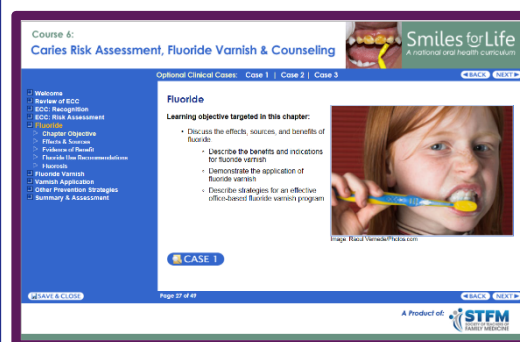 Course 6:
Caries Risk Assessment, Fluoride Varnish & Counseling
Smiles for Life
A national oral health curriculum
Optional Clinical Cases: Case 1 | Case 2 | Case 3
BACK NEXT
Welcome
Review of ECC
ECC: Recognition
ECC: Risk Assessment
Fluoride
Chapter Objective
Effects & Sources
Evidence of Benefit
Fluoride Use Recommendations
Fluorosis
Fluoride Varnish
Varnish Application
Other Prevention Strategies
Summary & Assessment
Fluoride
Learning objective targeted in this chapter:
• Discuss the effects, sources, and benefits of
fluoride
◦ Describe the benefits and indications
for fluoride varnish
◦ Demonstrate the application of
fluoride varnish
◦ Describe strategies for an effective
office-based fluoride varnish program
Image: Raoul Vernede/Photos.com
CASE 1
SAVE & CLOSE
Page 27 of 49
BACK NEXT
A Product of:
STFM
SOCIETY OF TEACHERS OF
FAMILY MEDICINE